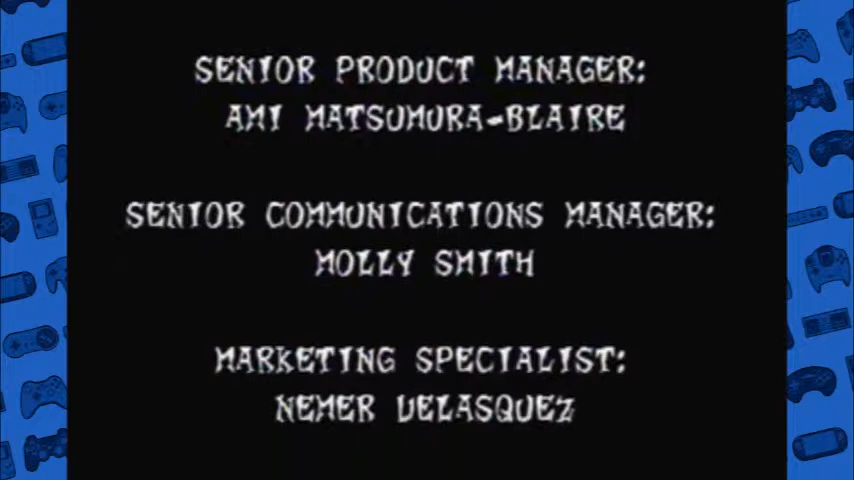 SENIOR PRODUCT MANAGER:
AMI MATSUMURA-BLAIRE
SENIOR COMMUNICATIONS MANAGER:
MOLLY SMITH
MARKETING SPECIALIST:
NEMER VELASQUEZ